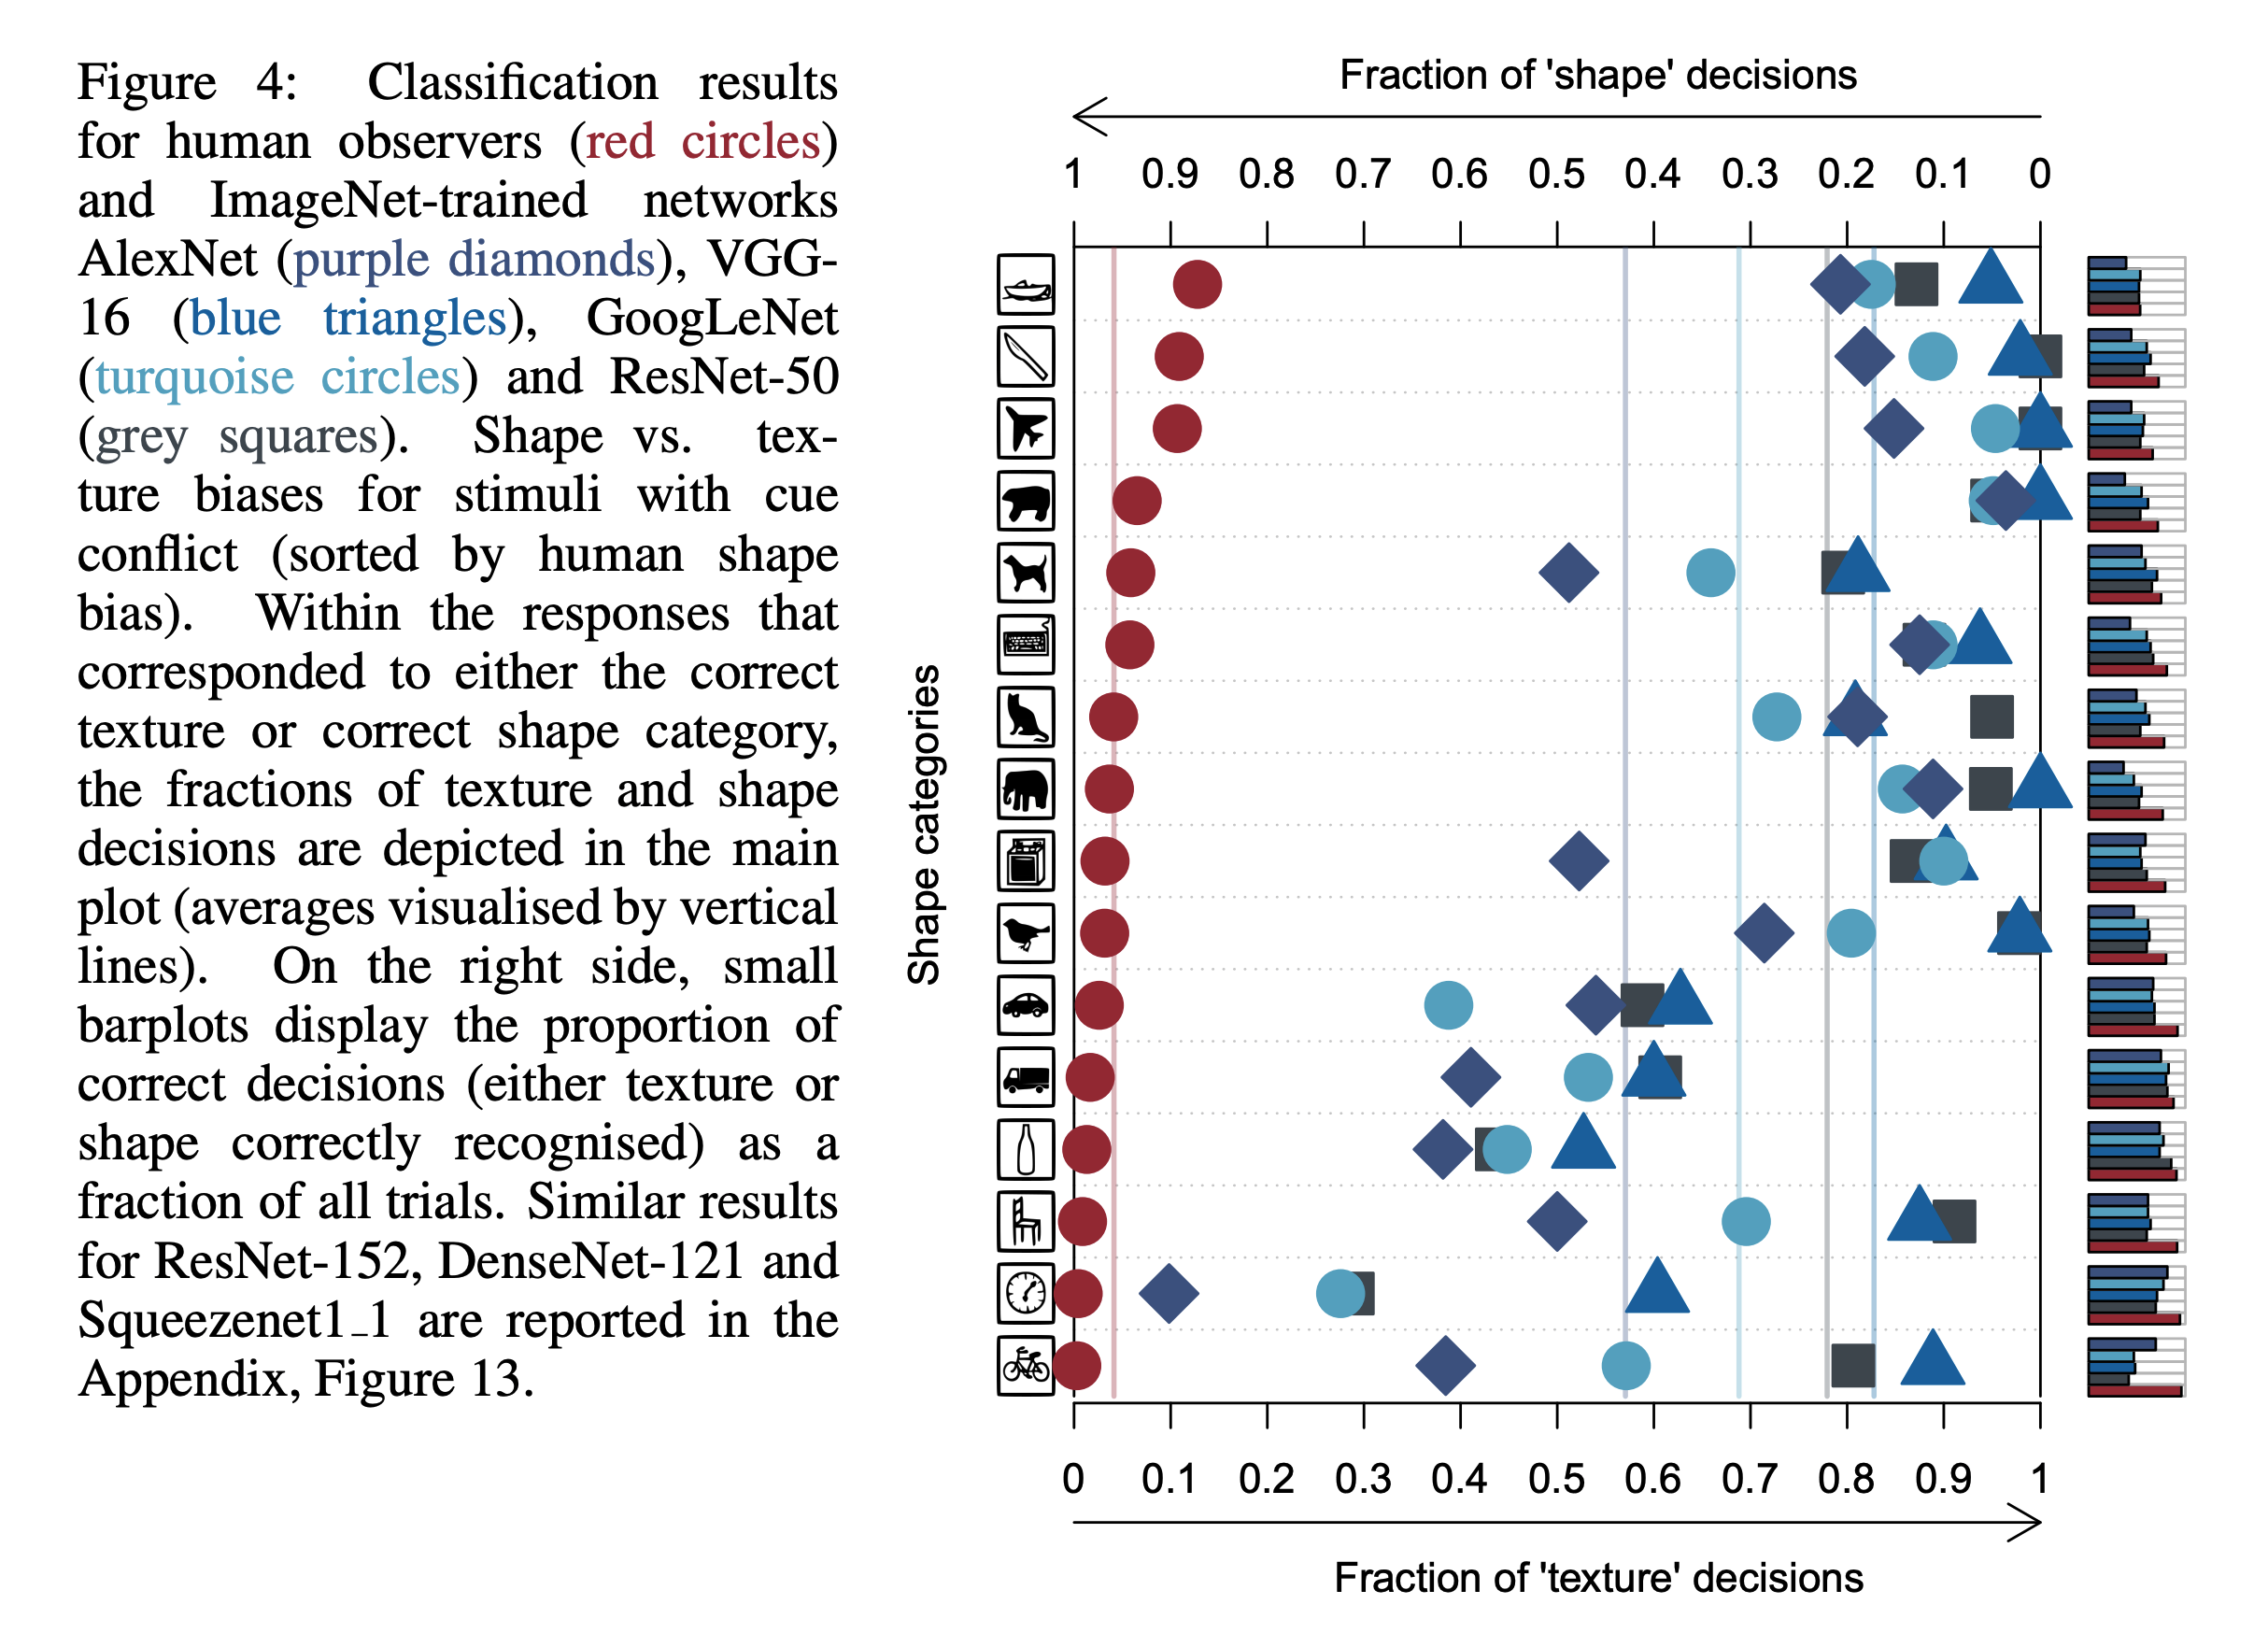 Figure 4: Classification results
for human observers (red circles)
and ImageNet-trained networks
AlexNet (purple diamonds), VGG-
16 (blue triangles), GoogLeNet
(turquoise circles) and ResNet-50
(grey squares). Shape vs. tex-
ture biases for stimuli with cue
conflict (sorted by human shape
bias). Within the responses that
corresponded to either the correct
texture or correct shape category,
the fractions of texture and shape
decisions are depicted in the main
plot (averages visualised by vertical
lines). On the right side, small
barplots display the proportion of
correct decisions (either texture or
shape correctly recognised) as a
fraction of all trials. Similar results
for ResNet-152, DenseNet-121 and
Squeezenet1_1 are reported in the
Appendix, Figure 13.
Fraction of 'shape' decisions
1 0.9 0.8 0.7 0.6 0.5 0.4 0.3 0.2 0.1 0
Shape categories
0 0.1 0.2 0.3 0.4 0.5 0.6 0.7 0.8 0.9 1
Fraction of 'texture' decisions